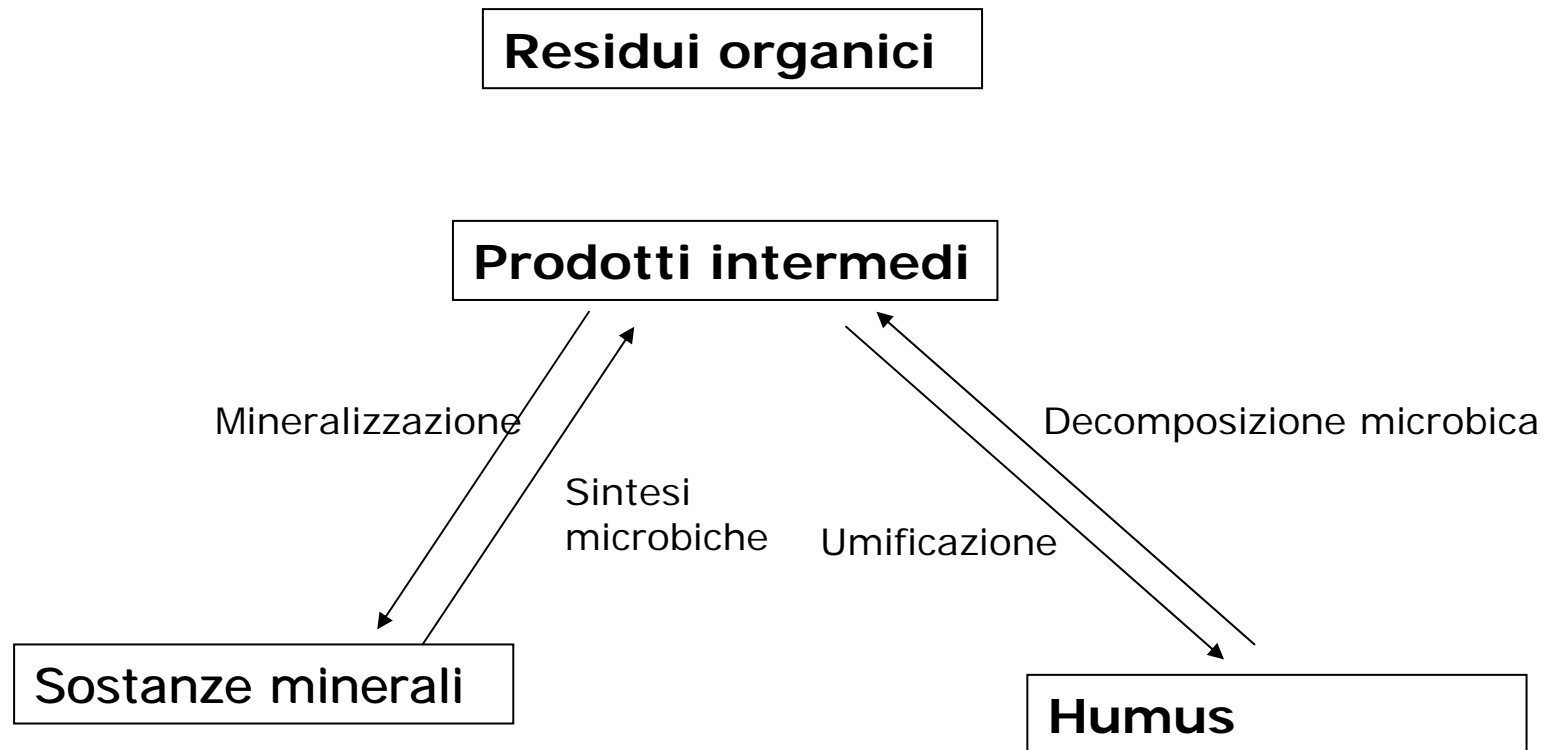 Residui organici
Prodotti intermedi
Mineralizzazione
Decomposizione microbica
Sintesi
microbiche
Umificazione
Sostanze minerali
Humus